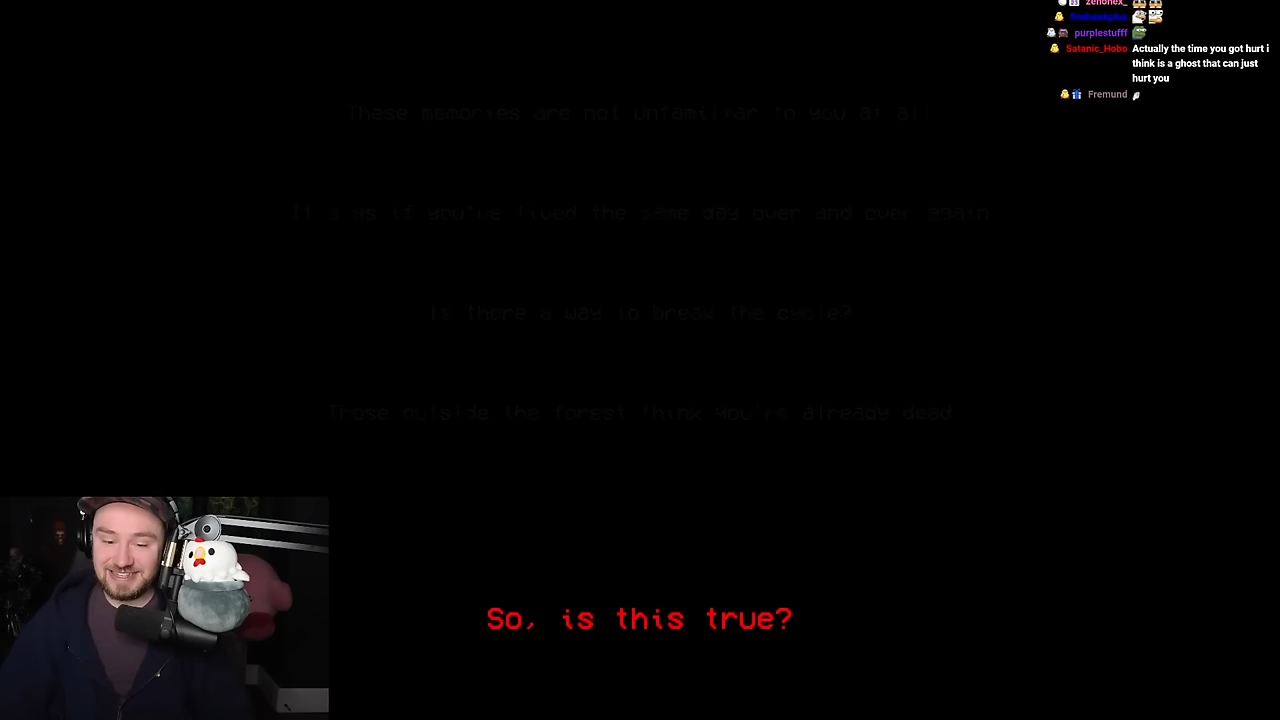 zenonex_
purplestufff
Satanic_Hobo Actually the time you got hurt i
think is a ghost that can just
hurt you
Fremund
These memories are not unfamiliar to you at all
It's as if you've lived the same day over and over again
Is there a way to break the cycle?
Those outside the forest think you're already dead
So, is this true?